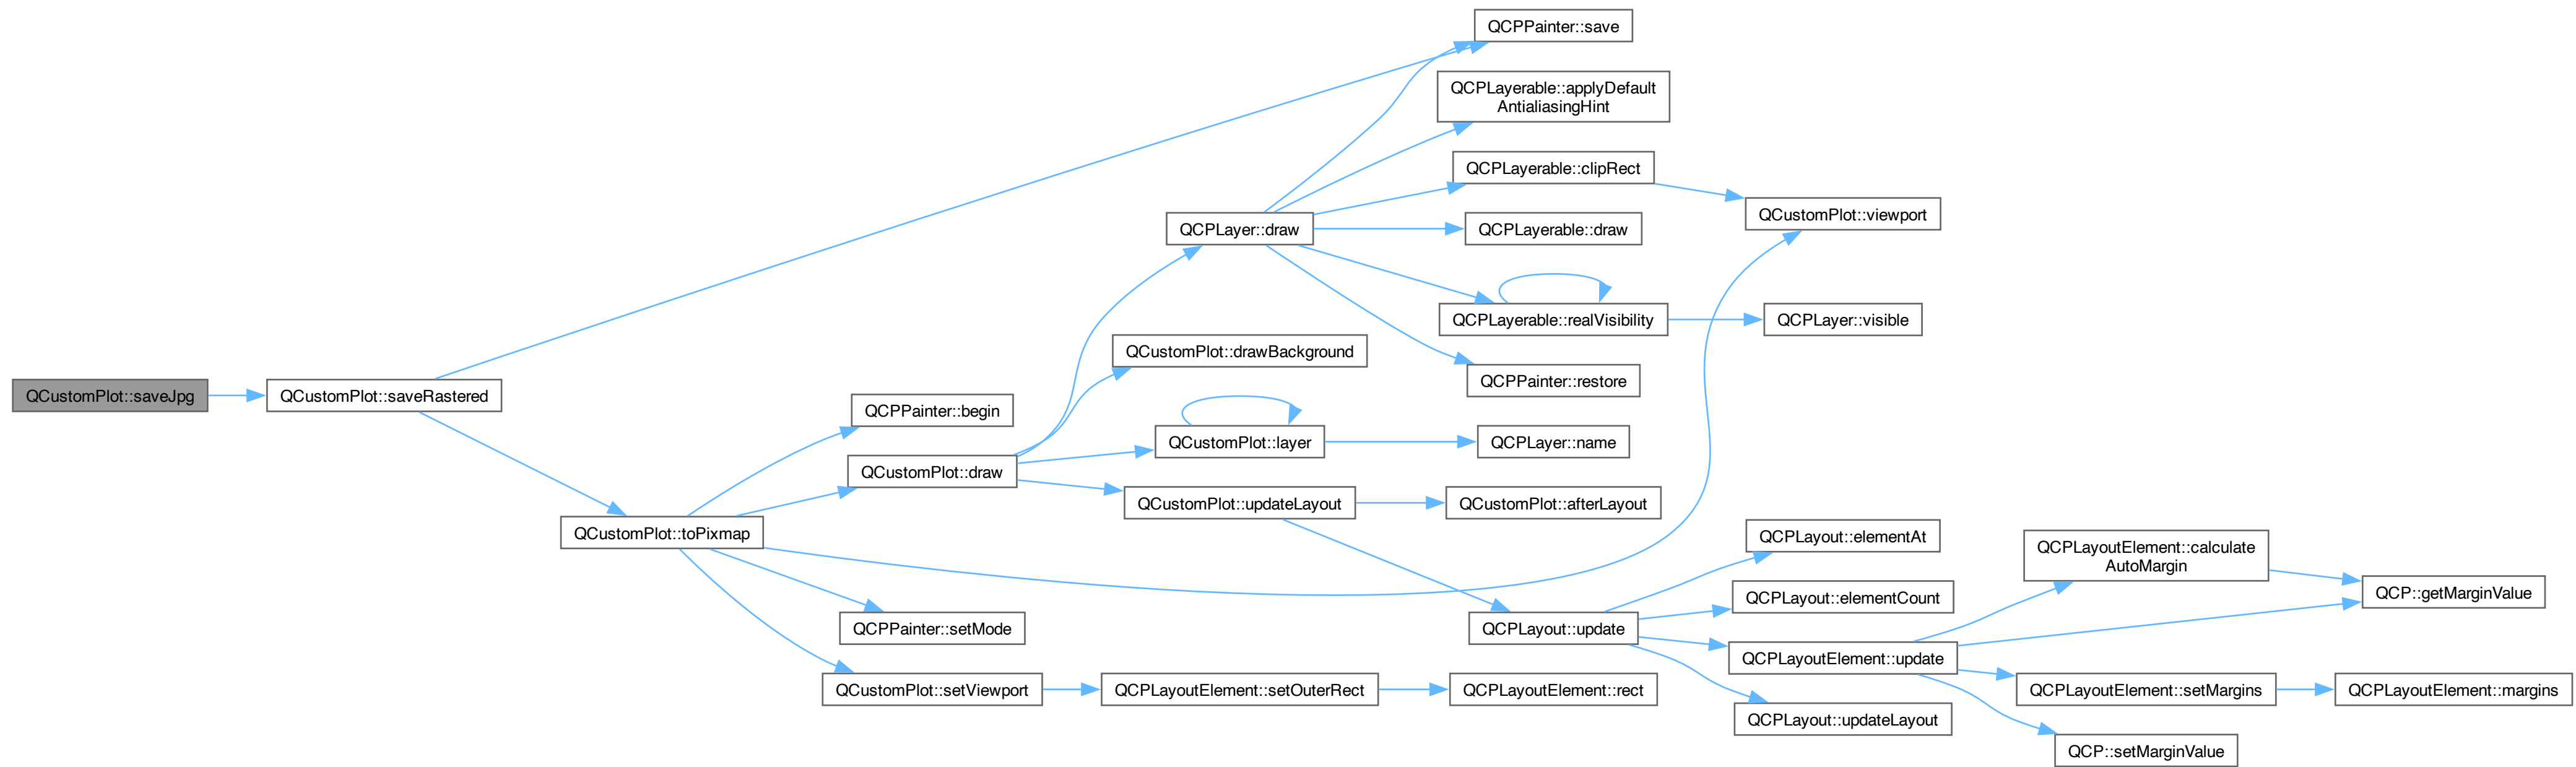 QCPPainter::save
QCPLayerable::applyDefault
AntialiasingHint
QCPLayerable::clipRect
QCustomPlot::viewport
QCPLayer::draw
QCPLayerable::draw
QCPLayerable::realVisibility
QCPLayer::visible
QCustomPlot::drawBackground
QCPPainter::restore
QCustomPlot::saveJpg
QCustomPlot::saveRastered
QCPPainter::begin
QCustomPlot::layer
QCPLayer::name
QCustomPlot::draw
QCustomPlot::updateLayout
QCustomPlot::afterLayout
QCustomPlot::toPixmap
QCPLayout::elementAt
QCPLayoutElement::calculate
AutoMargin
QCP::getMarginValue
QCPLayout::elementCount
QCPPainter::setMode
QCPLayout::update
QCPLayoutElement::update
QCustomPlot::setViewport
QCPLayoutElement::setOuterRect
QCPLayoutElement::rect
QCPLayoutElement::setMargins
QCPLayoutElement::margins
QCPLayout::updateLayout
QCP::setMarginValue